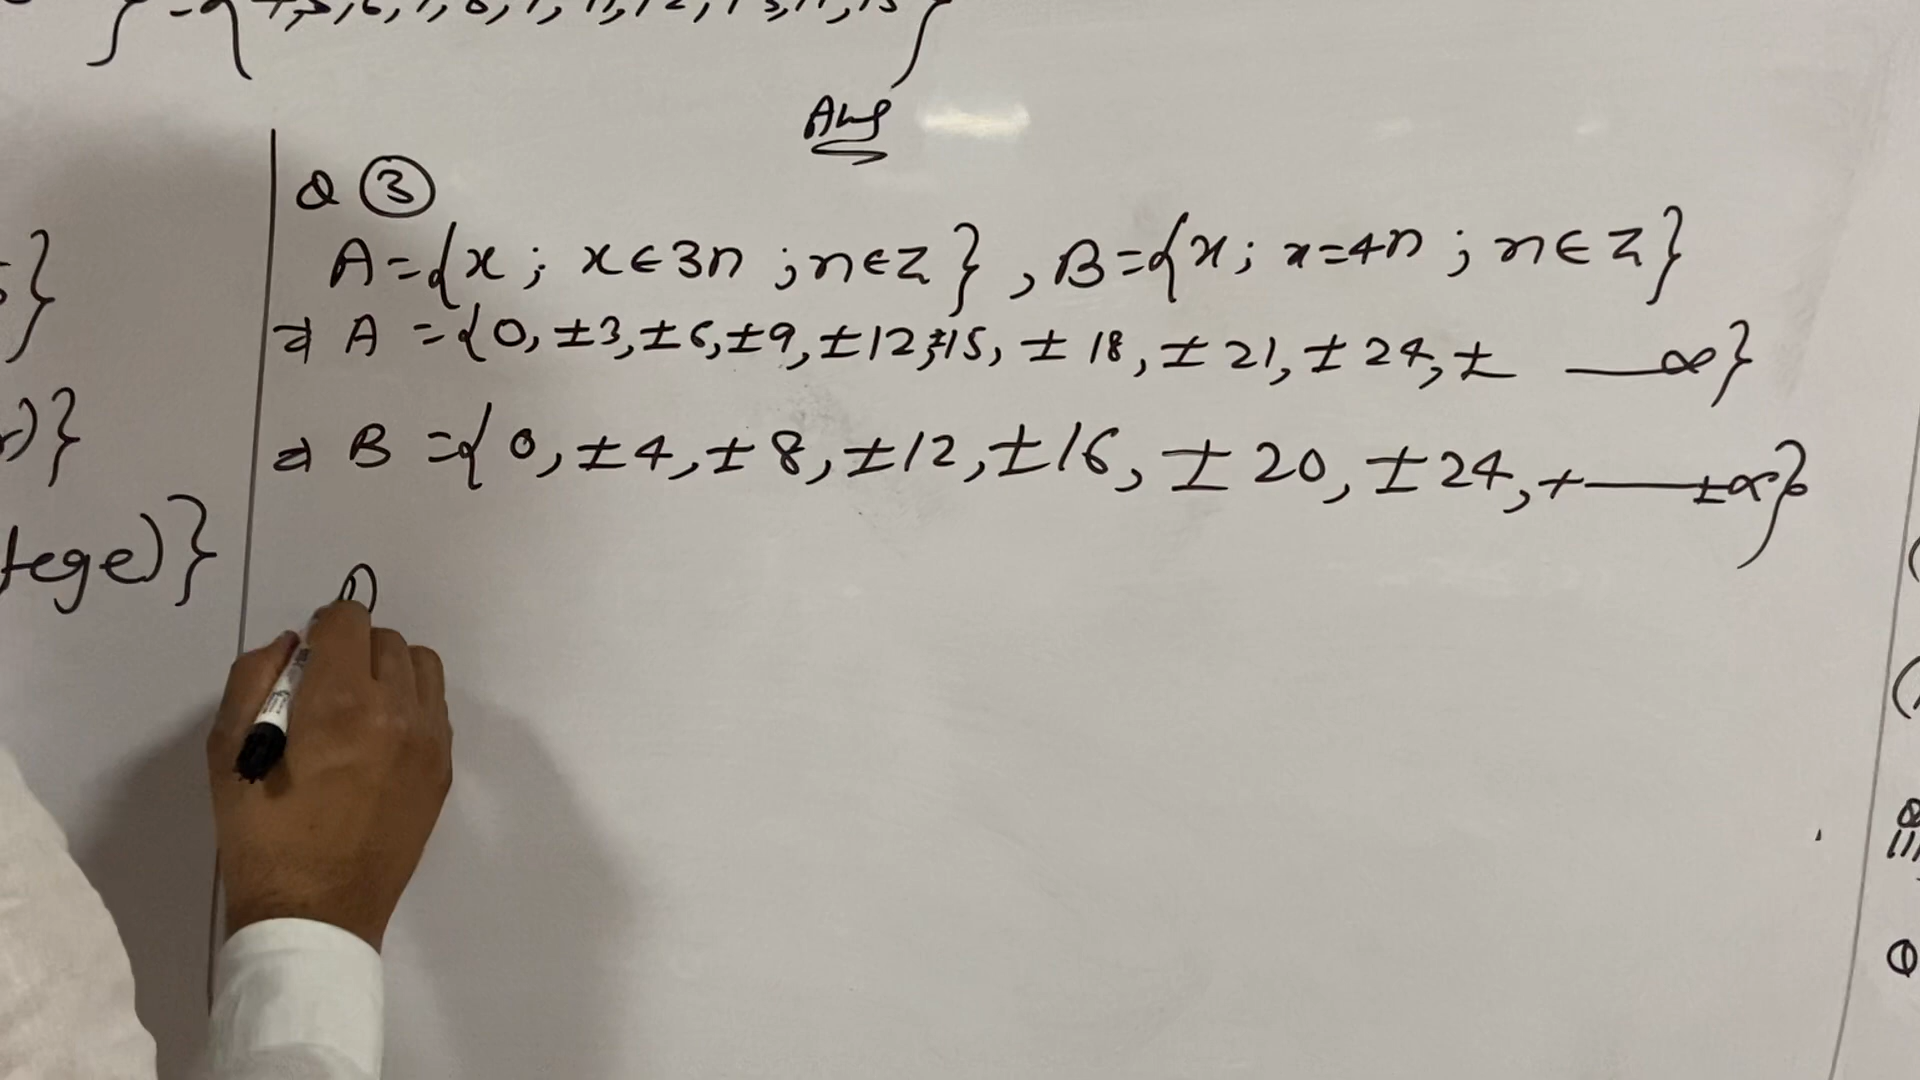 Ans
Q ③
A={x; x∈3n ;n∈Z}, B={x; x=4n ; n∈Z}
⇒ A ={0, ±3, ±6, ±9, ±12, ±15, ± 18, ± 21, ± 24, ± —∞}
⇒ B ={0, ±4, ±8, ±12, ±16, ± 20, ±24, + — ±∞}
tege)}